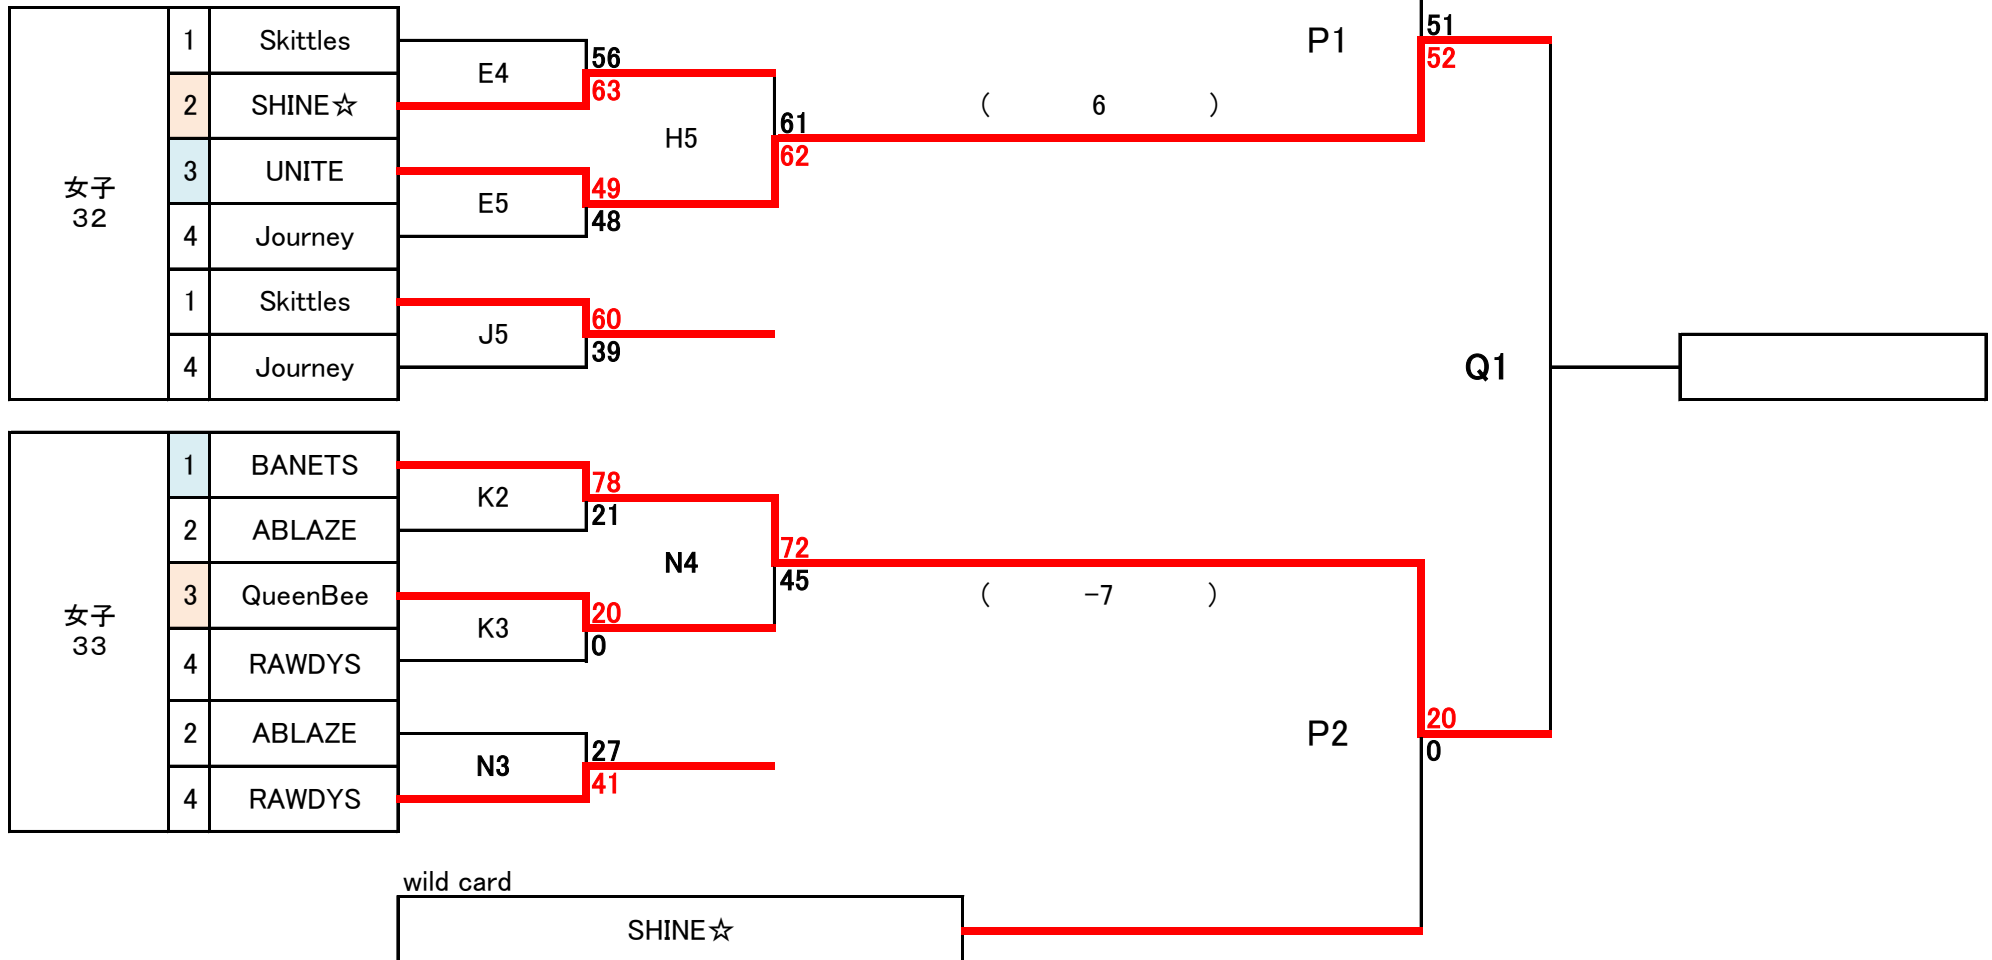 女子
32
1 Skittles
2 SHINE☆
3 UNITE
4 Journey
1 Skittles
4 Journey
E4
56
63
E5
49
48
J5
60
39
H5
61
62
( 6 )
P1
51
52
Q1
女子
33
1 BANETS
2 ABLAZE
3 QueenBee
4 RAWDYS
2 ABLAZE
4 RAWDYS
K2
78
21
K3
20
0
N3
27
41
N4
72
45
( -7 )
P2
20
0
wild card
SHINE☆